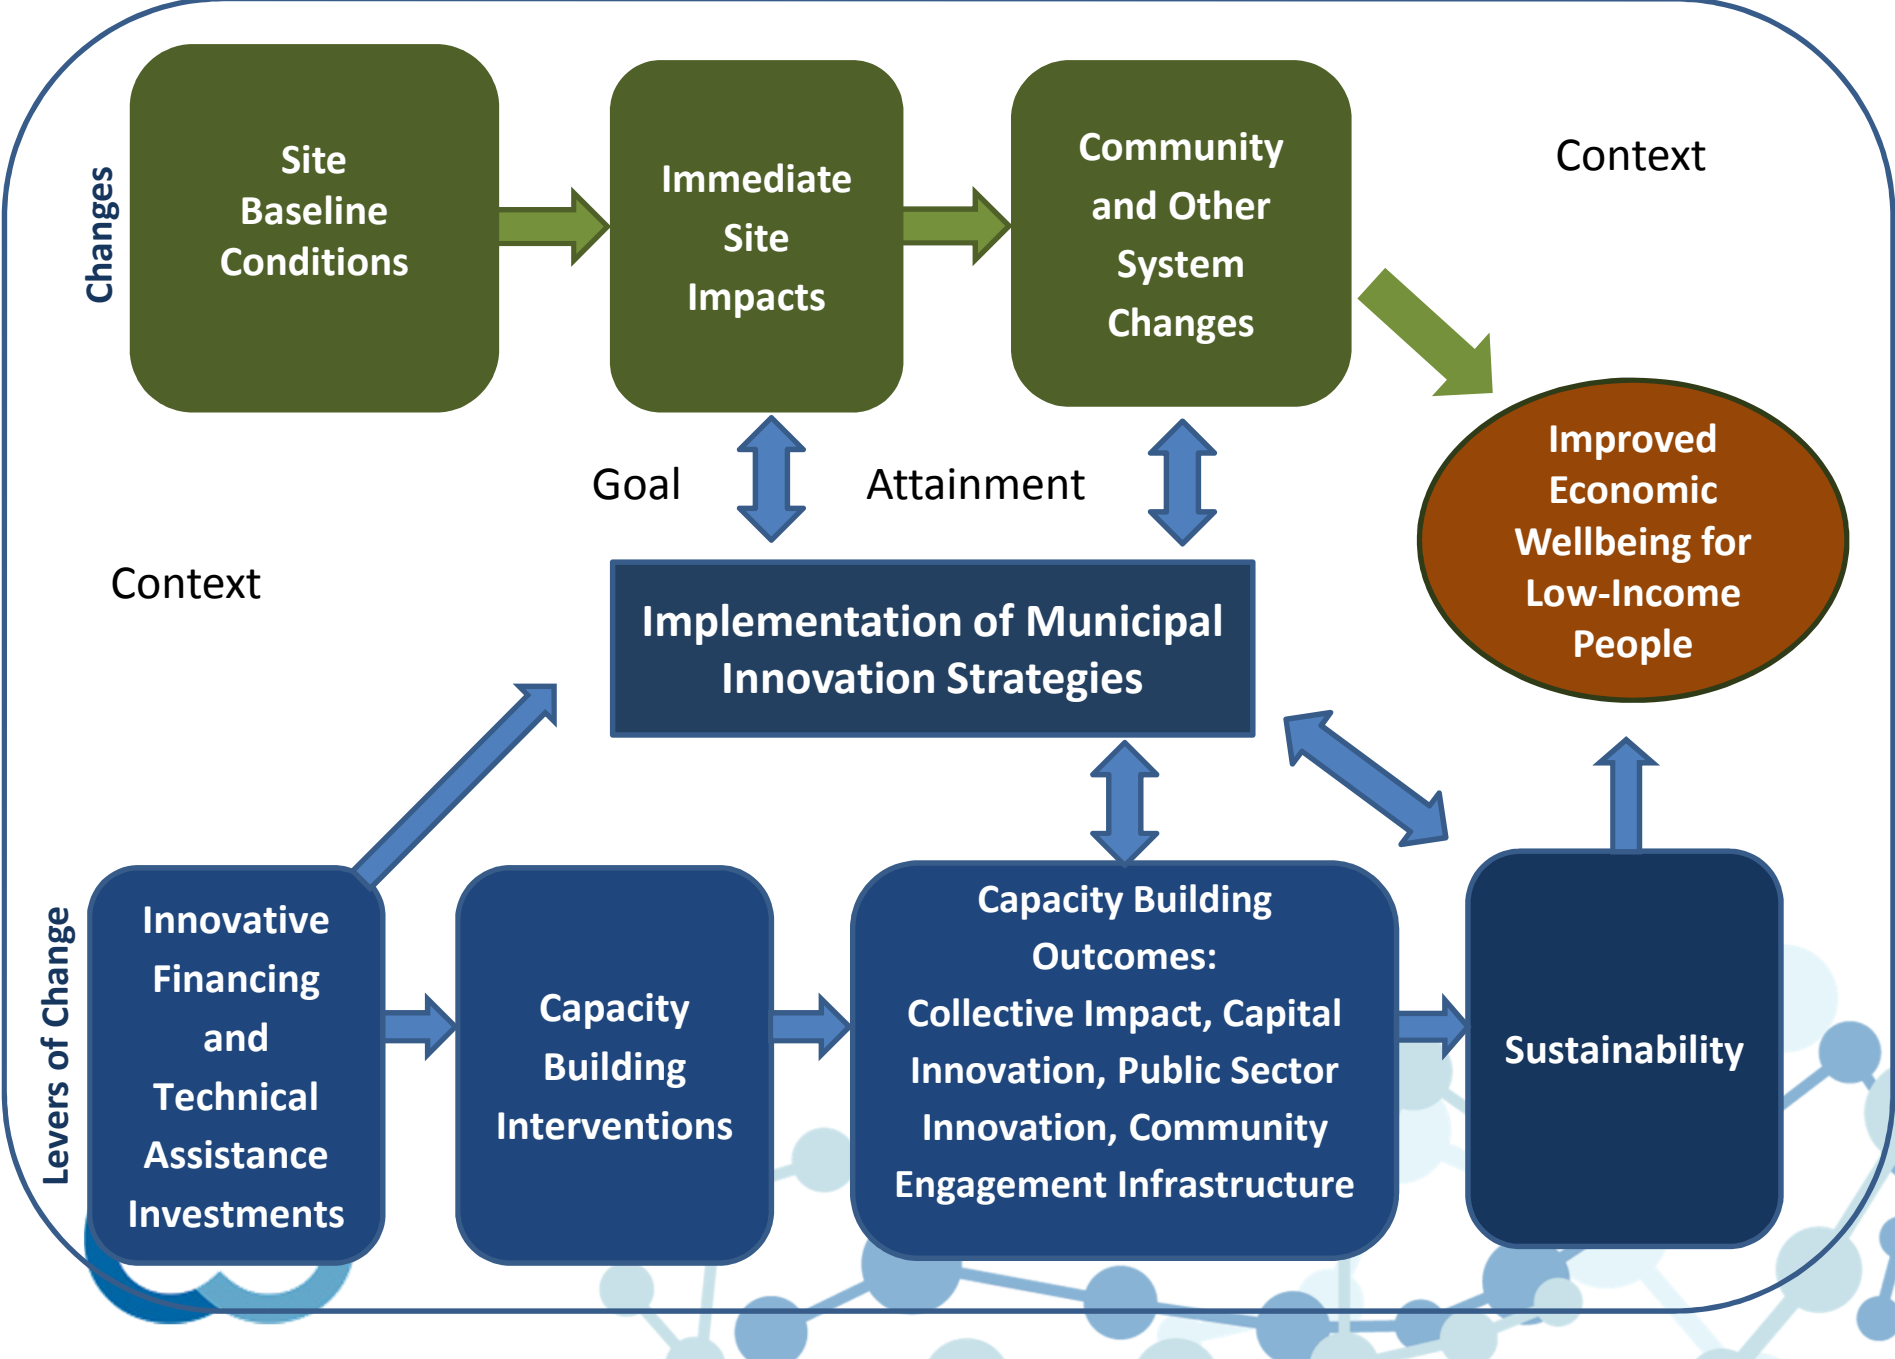 Changes
Site
Baseline
Conditions
Immediate
Site
Impacts
Community
and Other
System
Changes
Context
Goal
Attainment
Improved
Economic
Wellbeing for
Low-Income
People
Context
Implementation of Municipal
Innovation Strategies
Levers of Change
Innovative
Financing
and
Technical
Assistance
Investments
Capacity
Building
Interventions
Capacity Building
Outcomes:
Collective Impact, Capital
Innovation, Public Sector
Innovation, Community
Engagement Infrastructure
Sustainability